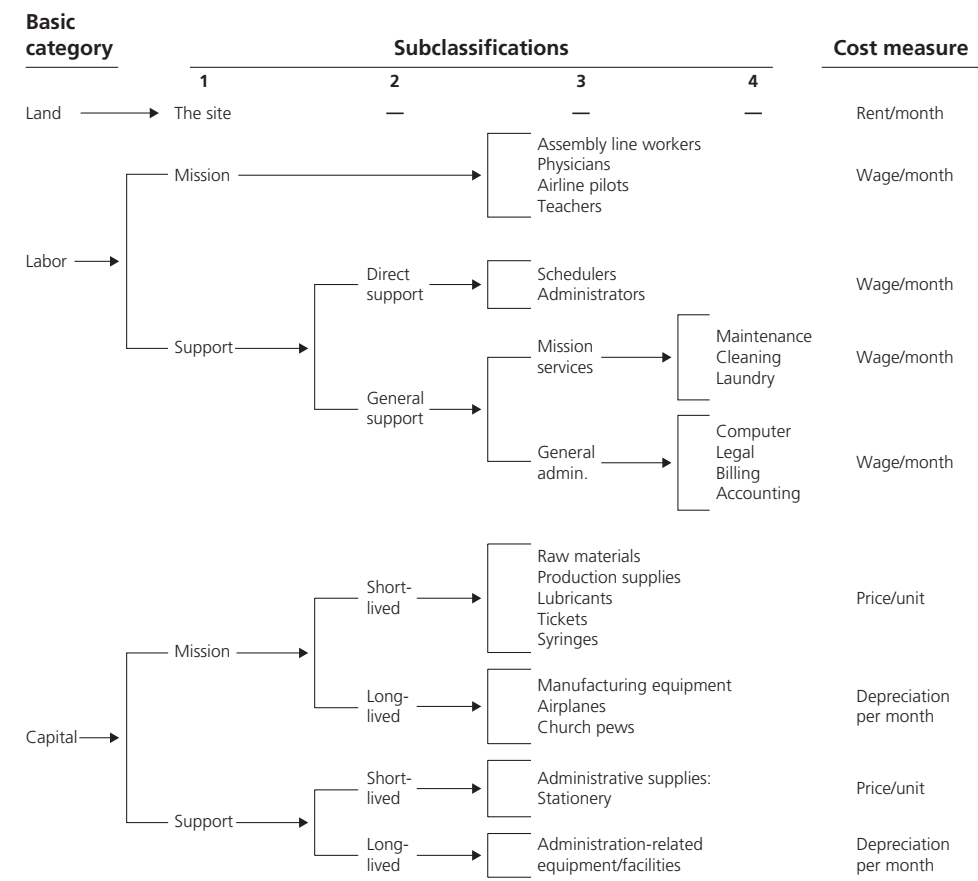 Basic
category
Subclassifications
Cost measure
1 2 3 4
Land The site — — — Rent/month
Mission
Assembly line workers
Physicians
Airline pilots
Teachers
Wage/month
Labor
Support
Direct
support
Schedulers
Administrators
Wage/month
General
support
Mission
services
Maintenance
Cleaning
Laundry
Wage/month
General
admin.
Computer
Legal
Billing
Accounting
Wage/month
Capital
Mission
Short-
lived
Raw materials
Production supplies
Lubricants
Tickets
Syringes
Price/unit
Long-
lived
Manufacturing equipment
Airplanes
Church pews
Depreciation
per month
Support
Short-
lived
Administrative supplies:
Stationery
Price/unit
Long-
lived
Administration-related
equipment/facilities
Depreciation
per month